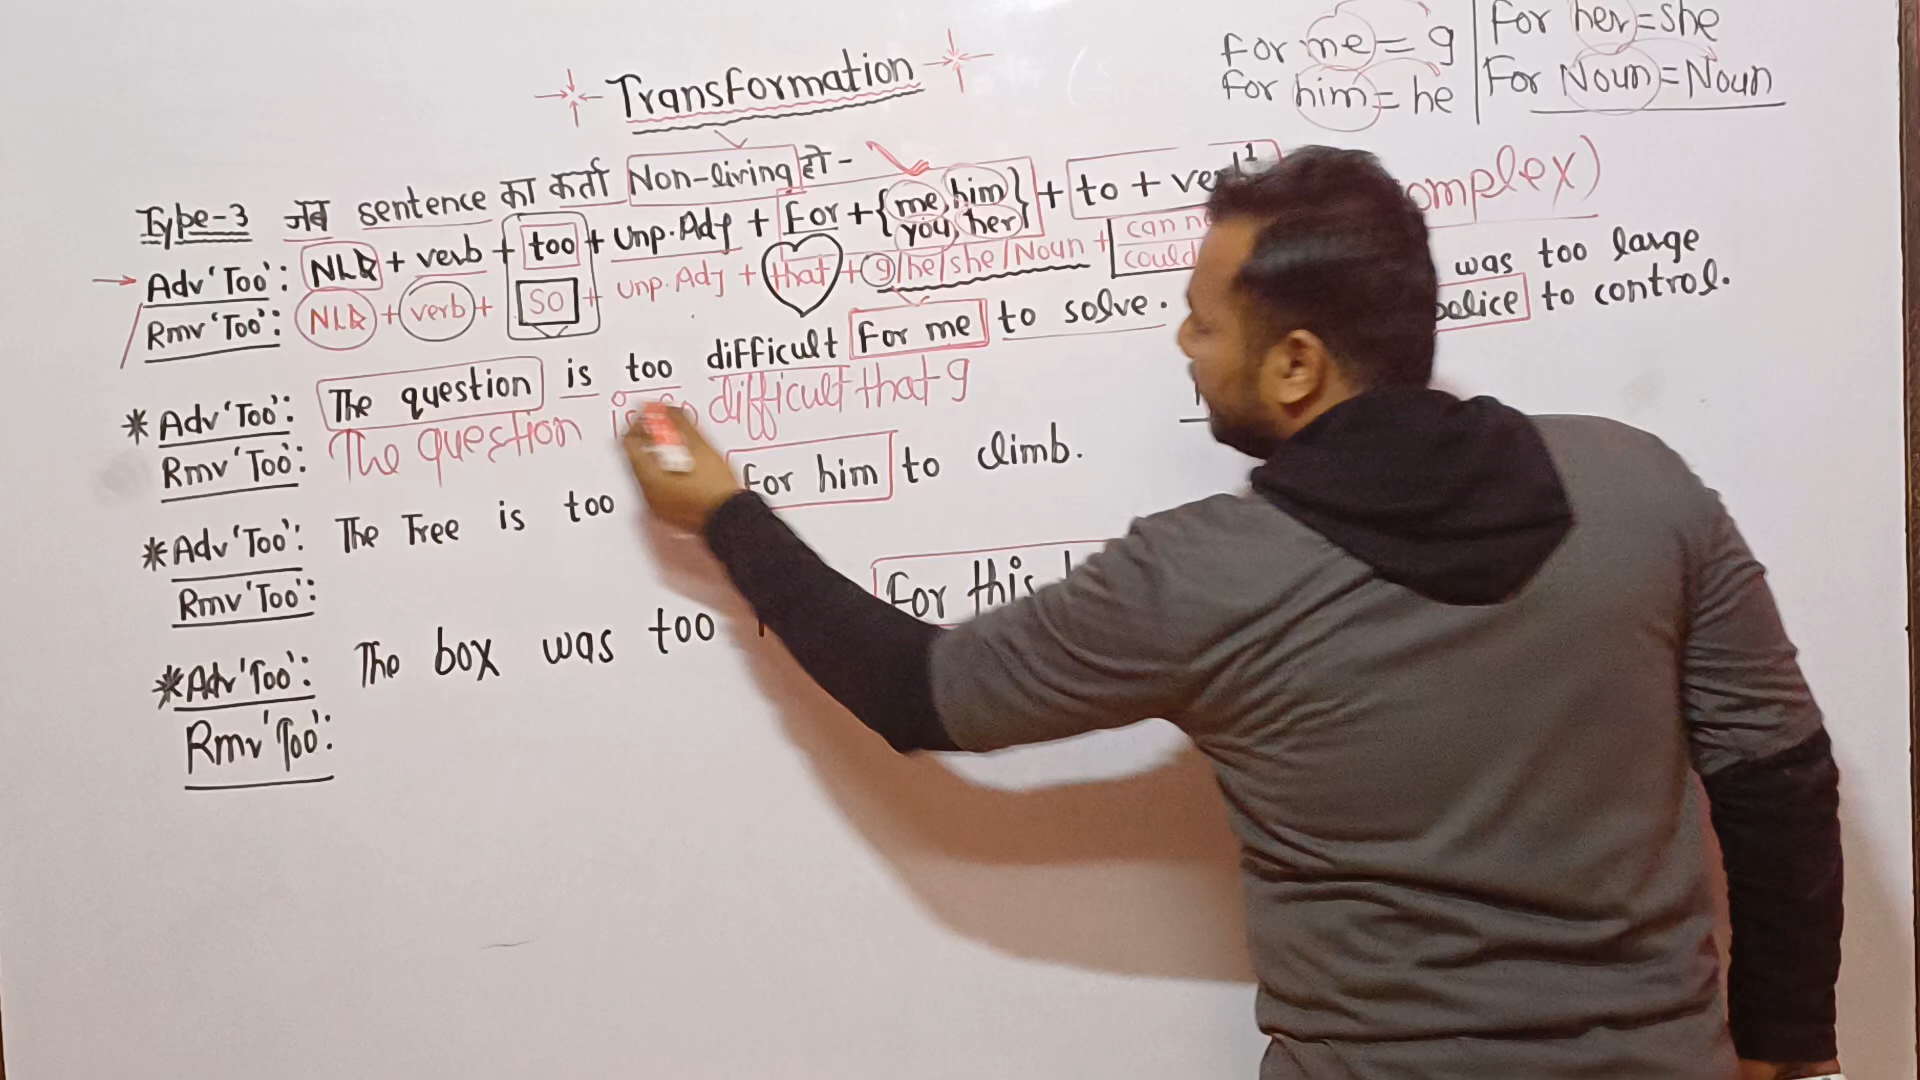 Transformation
for me = I
for him = he
For her = she
For Noun = Noun
Type-3 जब sentence का कर्ता Non-living हो -
omplex)
Adv 'Too': NLS + verb + too + Unp. Adj + For + {me, him you, her} + to + verb¹
Rmv 'Too': NLS + verb + so + unp. Adj + that + I/he/she/Noun + can no could
* Adv 'Too': The question is too difficult for me to solve.
Rmv 'Too': The question is so difficult that I
was too large
police to control.
* Adv 'Too': The Tree is too for him to climb.
Rmv 'Too':
* Adv 'Too': The box was too for this
Rmv 'Too':